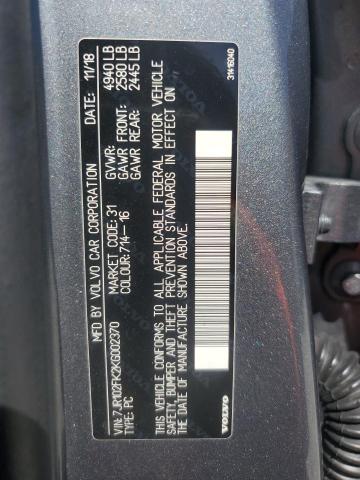 MFD BY VOLVO CAR CORPORATION DATE: 11/18
VIN: 7JR102FK2KG002370
TYPE: PC
MARKET CODE: 31
COLOUR: 714-16
GVWR: 4940 LB
GAWR FRONT: 2580 LB
GAWR REAR: 2445 LB
THIS VEHICLE CONFORMS TO ALL APPLICABLE FEDERAL MOTOR VEHICLE
SAFETY, BUMPER AND THEFT PREVENTION STANDARDS IN EFFECT ON
THE DATE OF MANUFACTURE SHOWN ABOVE
VOLVO
31416040